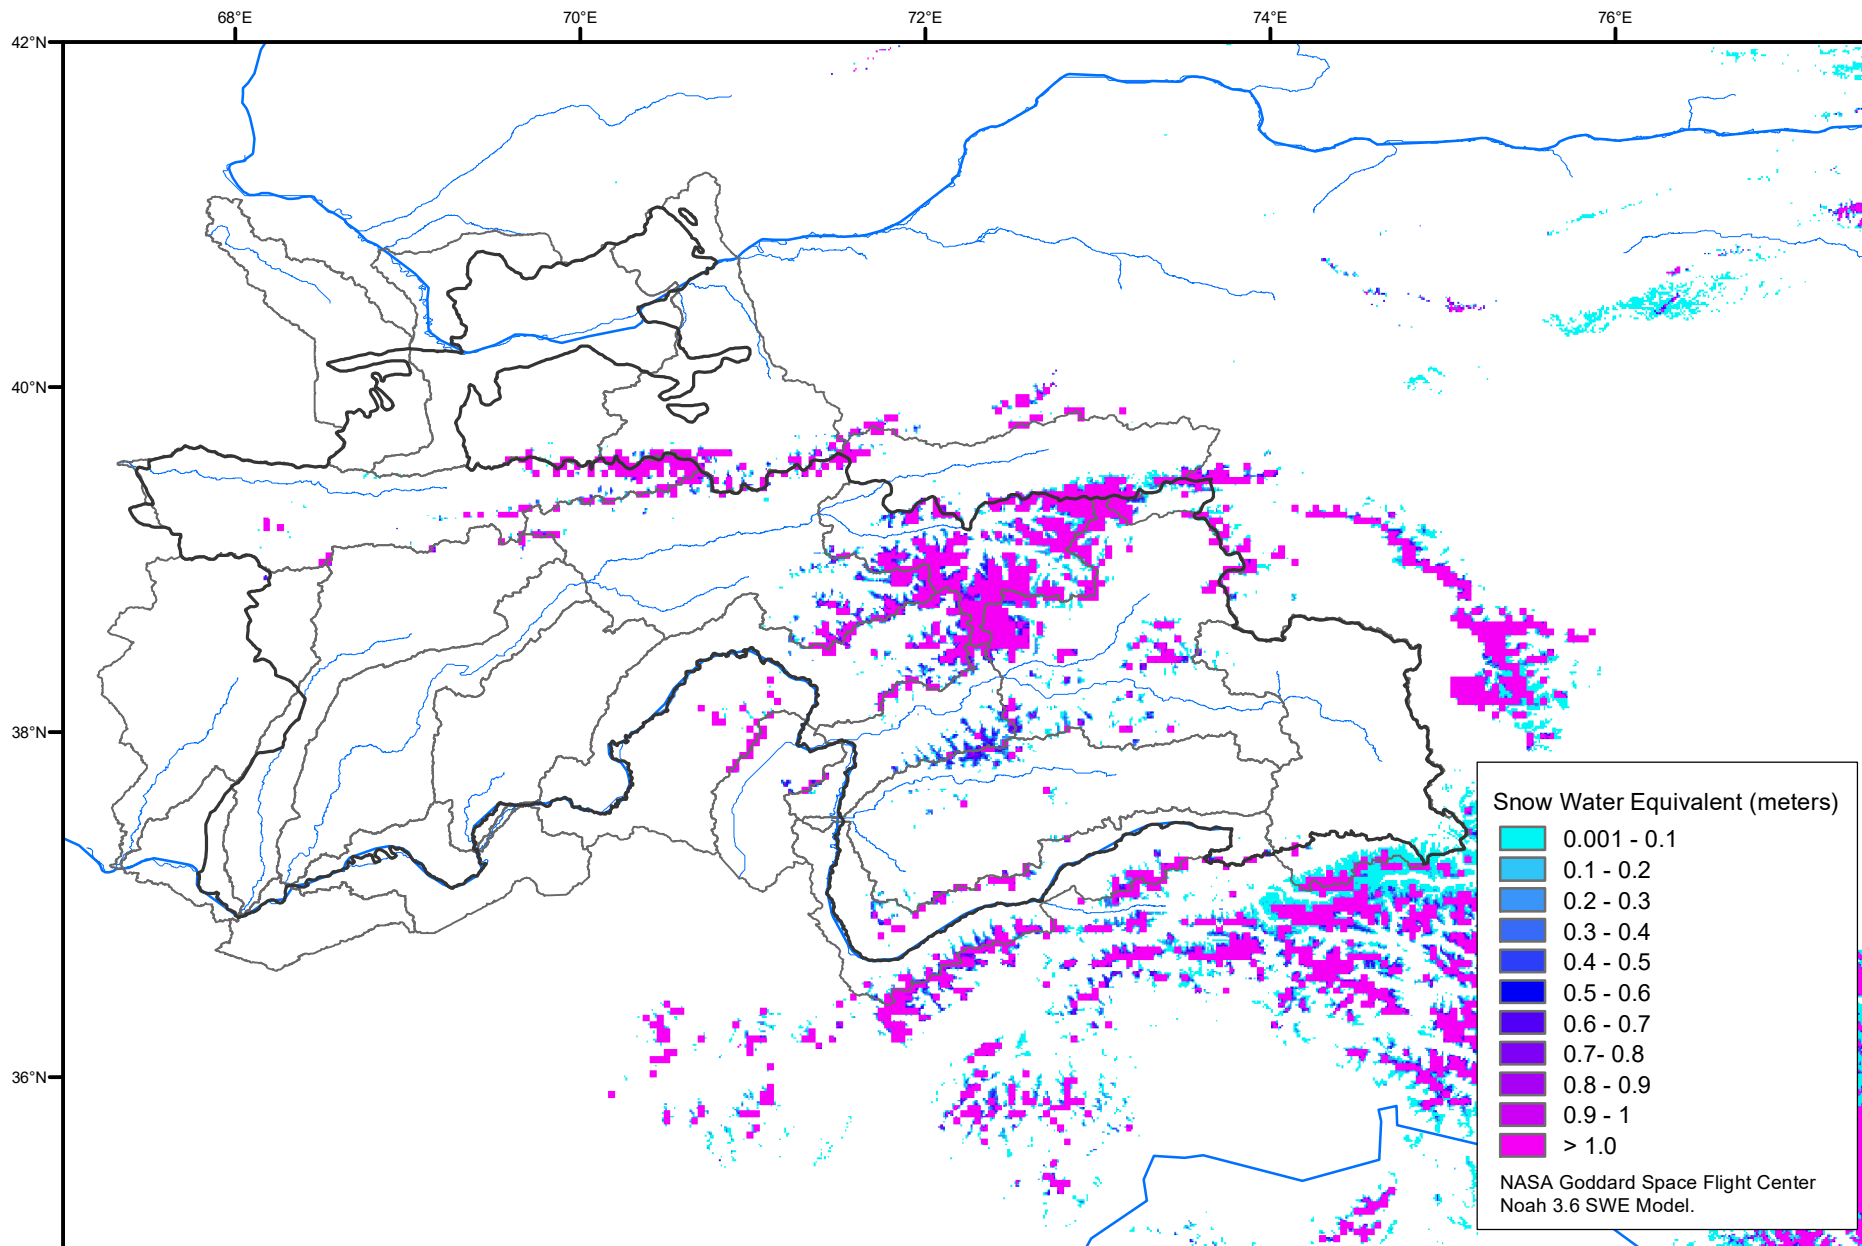 68°E 70°E 72°E 74°E 76°E
42°N
40°N
38°N
36°N
Snow Water Equivalent (meters)
0.001 - 0.1
0.1 - 0.2
0.2 - 0.3
0.3 - 0.4
0.4 - 0.5
0.5 - 0.6
0.6 - 0.7
0.7- 0.8
0.8 - 0.9
0.9 - 1
> 1.0
NASA Goddard Space Flight Center
Noah 3.6 SWE Model.